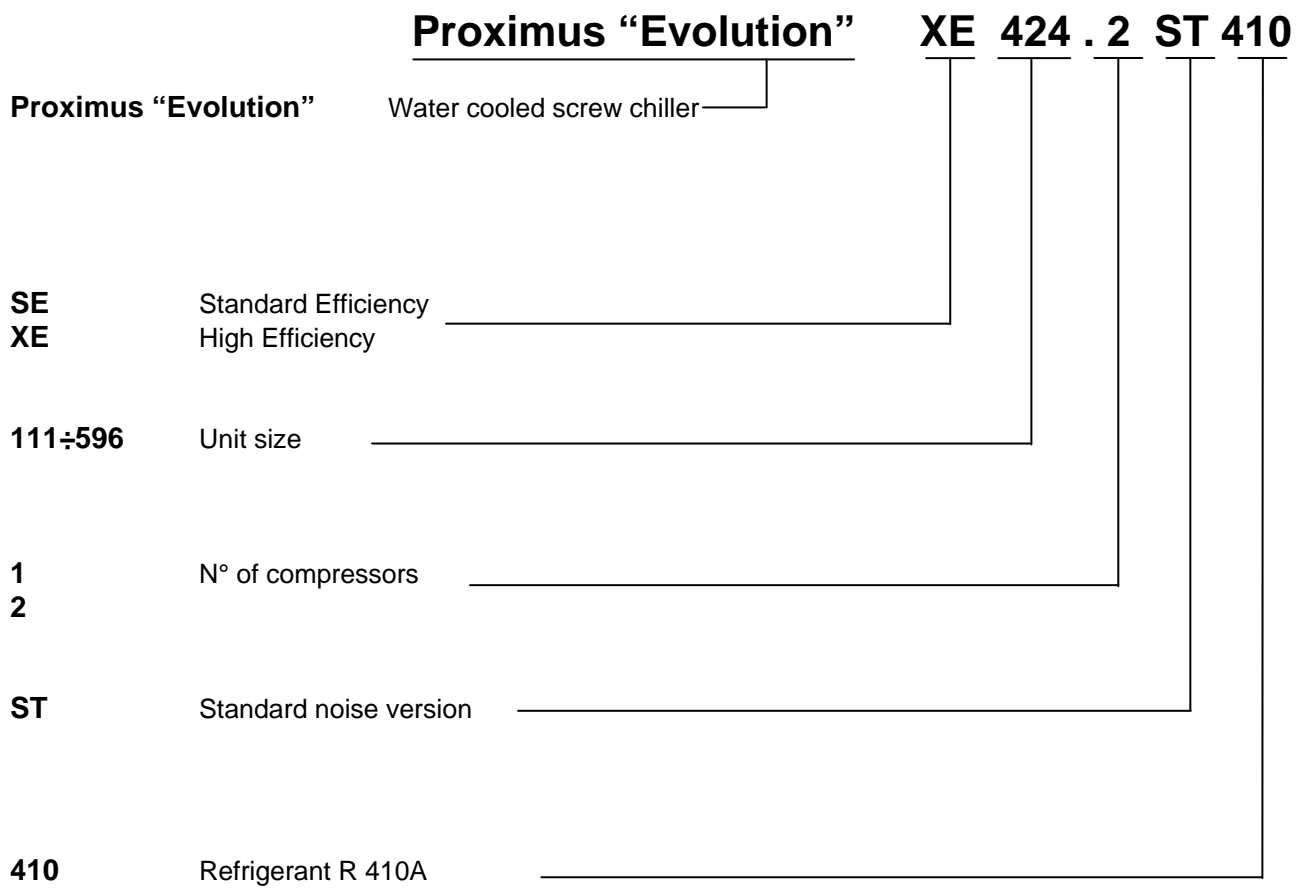 Proximus “Evolution” XE 424 . 2 ST 410
Proximus “Evolution” Water cooled screw chiller
SE Standard Efficiency
XE High Efficiency
111÷596 Unit size
1 N° of compressors
2
ST Standard noise version
410 Refrigerant R 410A